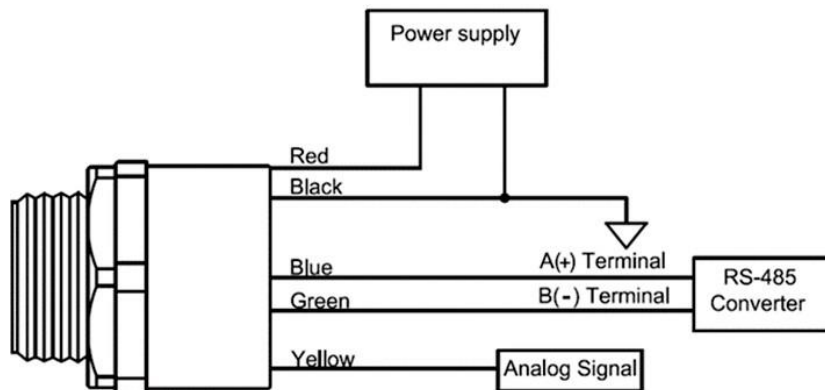 Power supply
Red
Black
Blue
A(+) Terminal
Green
B(-) Terminal
RS-485
Converter
Yellow
Analog Signal